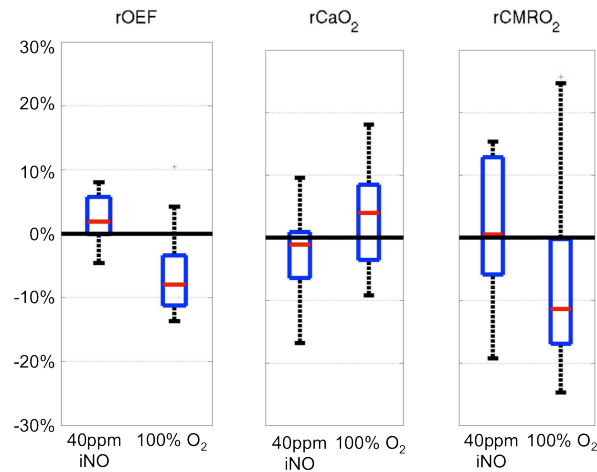 rOEF
rCaO₂
rCMRO₂
30%
20%
10%
0%
-10%
-20%
-30%
40ppm iNO
100% O₂
40ppm iNO
100% O₂
40ppm iNO
100% O₂